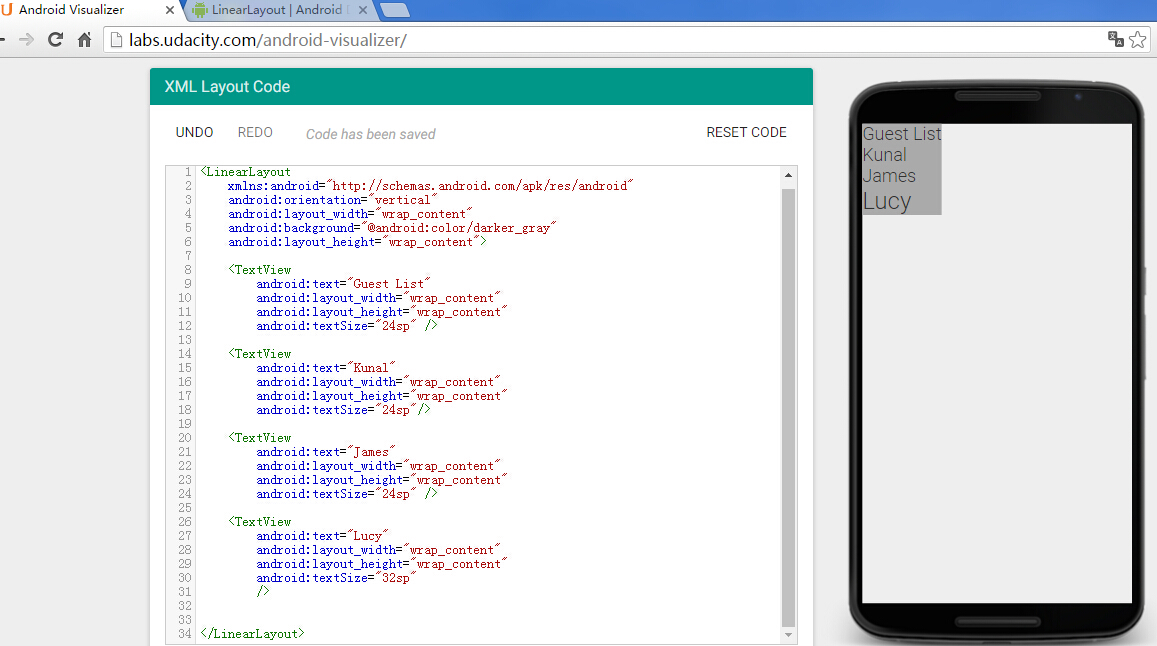 Android Visualizer
LinearLayout | Android
labs.udacity.com/android-visualizer/
XML Layout Code
UNDO REDO Code has been saved RESET CODE
1 <LinearLayout
2 xmlns:android="http://schemas.android.com/apk/res/android"
3 android:orientation="vertical"
4 android:layout_width="wrap_content"
5 android:background="@android:color/darker_gray"
6 android:layout_height="wrap_content">
7
8 <TextView
9 android:text="Guest List"
10 android:layout_width="wrap_content"
11 android:layout_height="wrap_content"
12 android:textSize="24sp" />
13
14 <TextView
15 android:text="Kunal"
16 android:layout_width="wrap_content"
17 android:layout_height="wrap_content"
18 android:textSize="24sp"/>
19
20 <TextView
21 android:text="James"
22 android:layout_width="wrap_content"
23 android:layout_height="wrap_content"
24 android:textSize="24sp" />
25
26 <TextView
27 android:text="Lucy"
28 android:layout_width="wrap_content"
29 android:layout_height="wrap_content"
30 android:textSize="32sp"
31 />
32
33
34 </LinearLayout>
Guest List
Kunal
James
Lucy